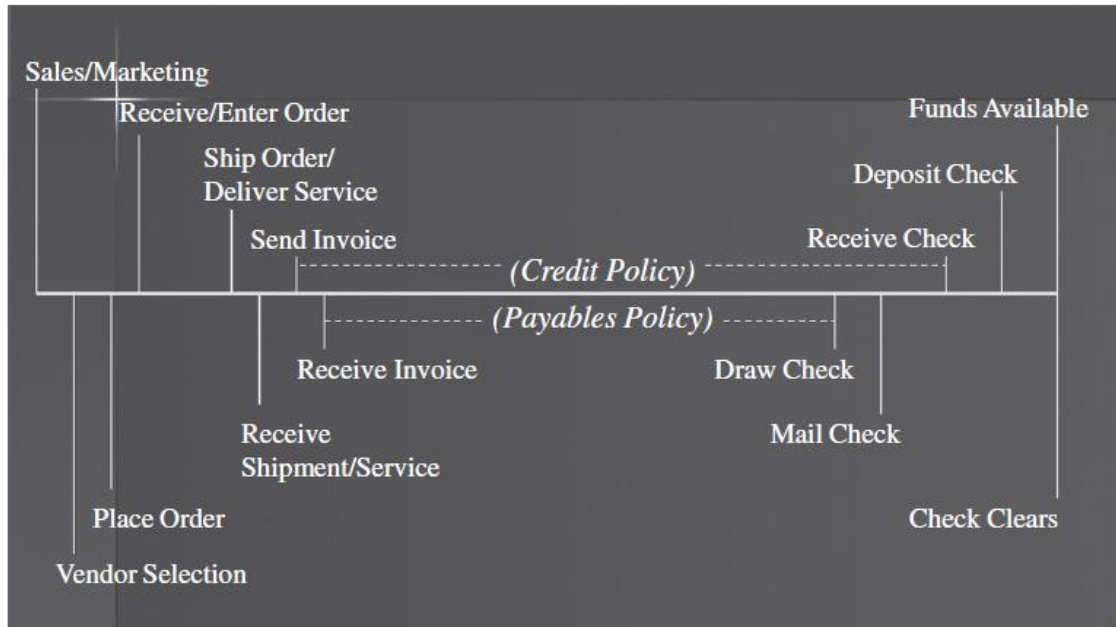 Sales/Marketing
Receive/Enter Order
Funds Available
Ship Order/
Deliver Service
Deposit Check
Send Invoice
Receive Check
(Credit Policy)
(Payables Policy)
Receive Invoice
Draw Check
Receive
Shipment/Service
Mail Check
Place Order
Check Clears
Vendor Selection